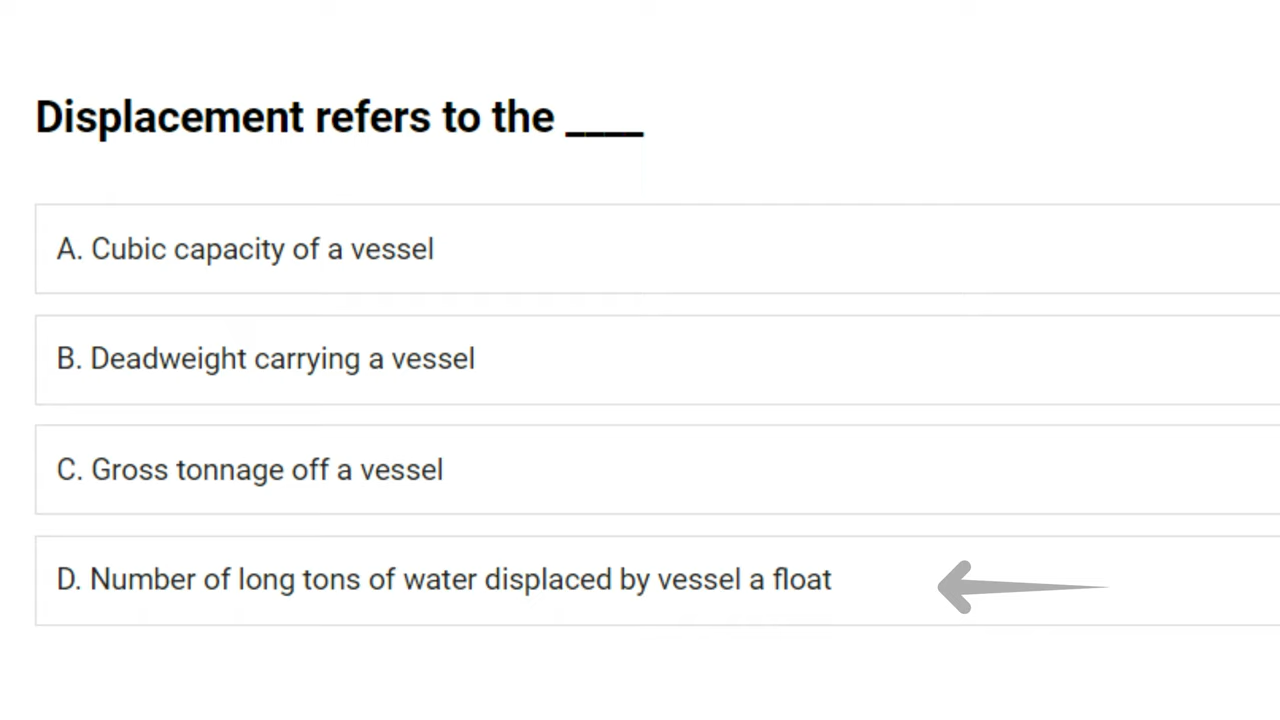 Displacement refers to the ____
A. Cubic capacity of a vessel
B. Deadweight carrying a vessel
C. Gross tonnage off a vessel
D. Number of long tons of water displaced by vessel a float